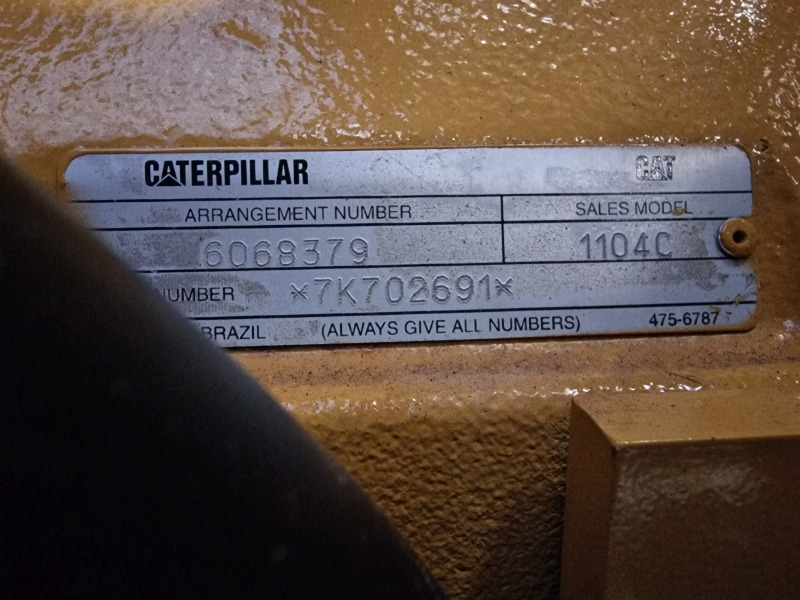 CATERPILLAR CAT
ARRANGEMENT NUMBER SALES MODEL
6068379 1104C
NUMBER *7K702691*
BRAZIL (ALWAYS GIVE ALL NUMBERS) 475-6787